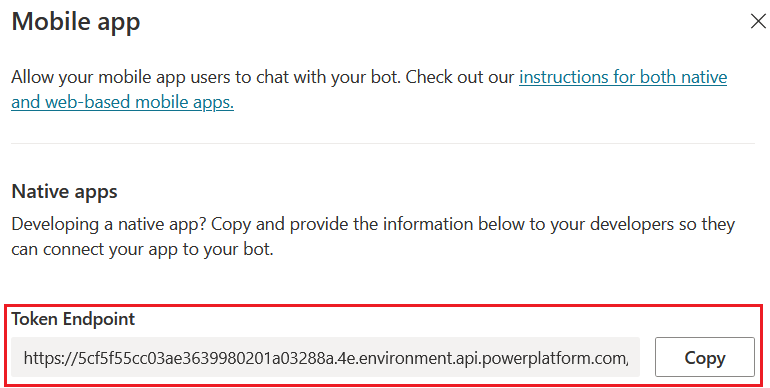 Mobile app
Allow your mobile app users to chat with your bot. Check out our instructions for both native
and web-based mobile apps.
Native apps
Developing a native app? Copy and provide the information below to your developers so they
can connect your app to your bot.
Token Endpoint
https://5cf5f55cc03ae3639980201a03288a.4e.environment.api.powerplatform.com,
Copy